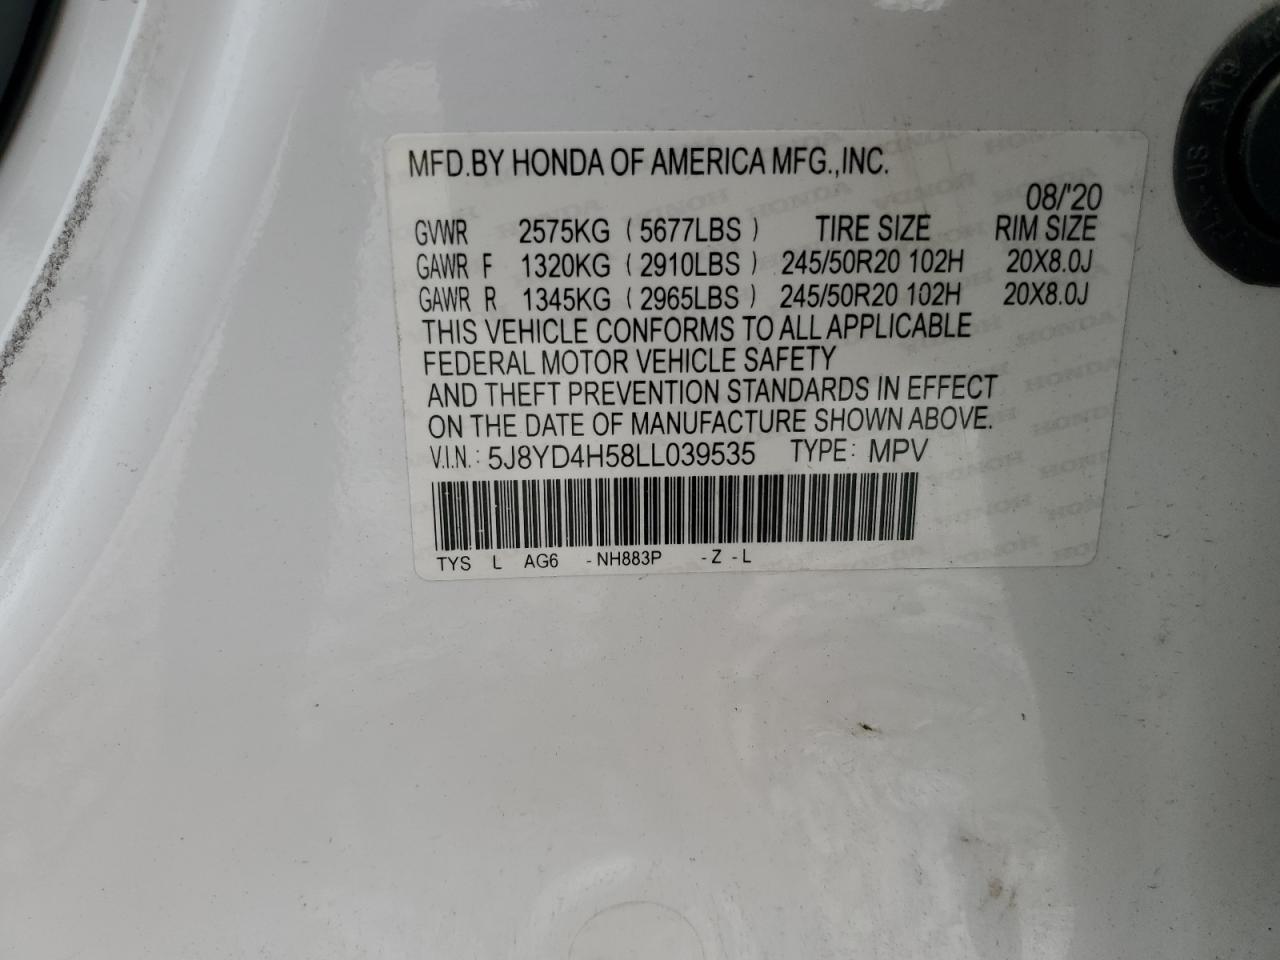 MFD.BY HONDA OF AMERICA MFG.,INC.
08/'20
GVWR 2575KG (5677LBS) TIRE SIZE RIM SIZE
GAWR F 1320KG (2910LBS) 245/50R20 102H 20X8.0J
GAWR R 1345KG (2965LBS) 245/50R20 102H 20X8.0J
THIS VEHICLE CONFORMS TO ALL APPLICABLE
FEDERAL MOTOR VEHICLE SAFETY
AND THEFT PREVENTION STANDARDS IN EFFECT
ON THE DATE OF MANUFACTURE SHOWN ABOVE.
V.I.N.: 5J8YD4H58LL039535 TYPE: MPV
TYS L AG6 -NH883P -Z -L
A19